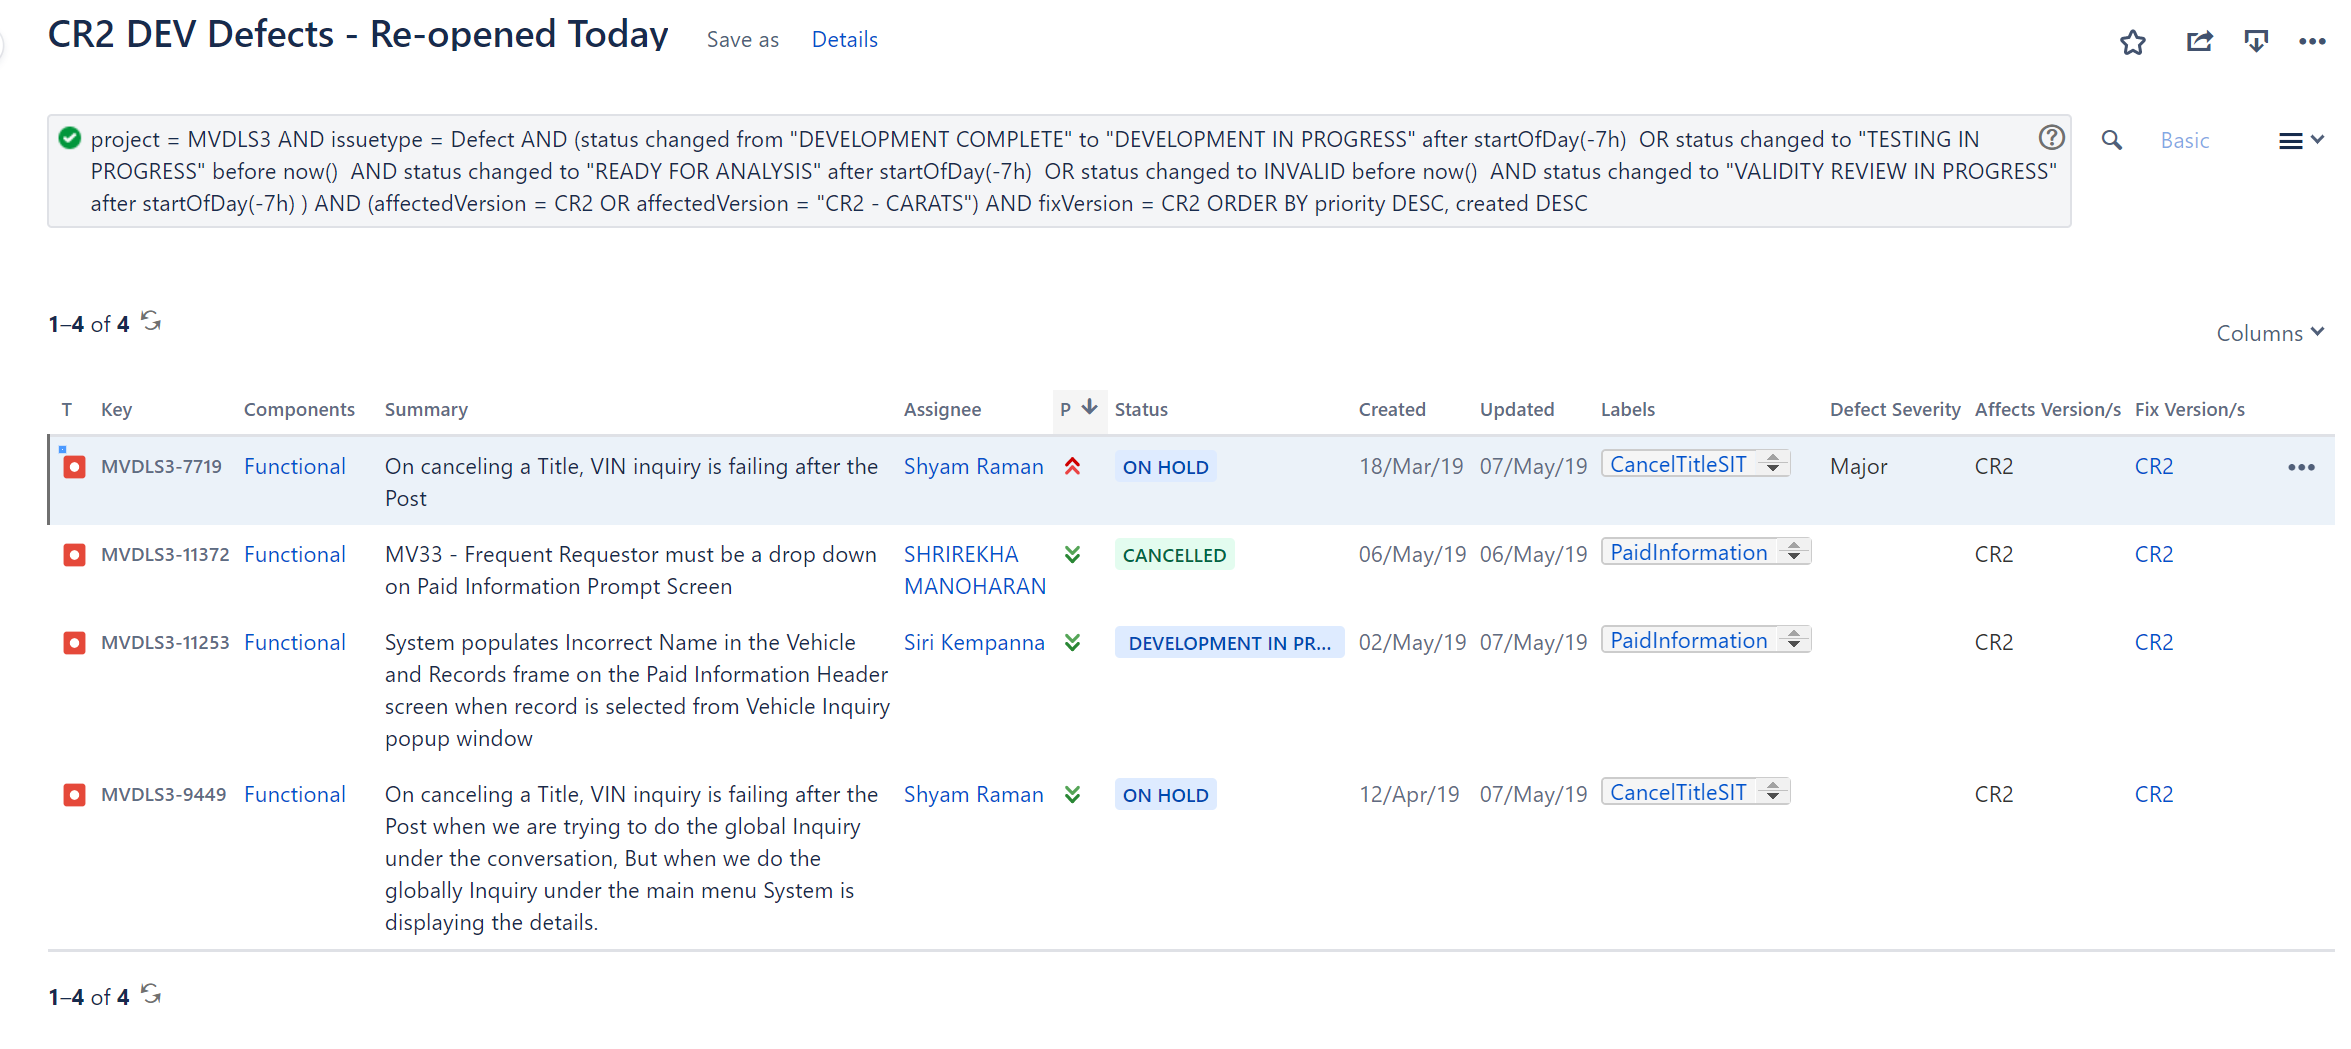 CR2 DEV Defects - Re-opened Today Save as Details
project = MVDLS3 AND issuetype = Defect AND (status changed from "DEVELOPMENT COMPLETE" to "DEVELOPMENT IN PROGRESS" after startOfDay(-7h) OR status changed to "TESTING IN
PROGRESS" before now() AND status changed to "READY FOR ANALYSIS" after startOfDay(-7h) OR status changed to INVALID before now() AND status changed to "VALIDITY REVIEW IN PROGRESS"
after startOfDay(-7h) ) AND (affectedVersion = CR2 OR affectedVersion = "CR2 - CARATS") AND fixVersion = CR2 ORDER BY priority DESC, created DESC
Basic
1–4 of 4
Columns
T Key Components Summary Assignee P Status Created Updated Labels Defect Severity Affects Version/s Fix Version/s
MVDLS3-7719 Functional On canceling a Title, VIN inquiry is failing after the Shyam Raman ON HOLD 18/Mar/19 07/May/19 CancelTitleSIT Major CR2 CR2
Post
MVDLS3-11372 Functional MV33 - Frequent Requestor must be a drop down SHRIREKHA CANCELLED 06/May/19 06/May/19 PaidInformation CR2 CR2
on Paid Information Prompt Screen MANOHARAN
MVDLS3-11253 Functional System populates Incorrect Name in the Vehicle Siri Kempanna DEVELOPMENT IN PR... 02/May/19 07/May/19 PaidInformation CR2 CR2
and Records frame on the Paid Information Header
screen when record is selected from Vehicle Inquiry
popup window
MVDLS3-9449 Functional On canceling a Title, VIN inquiry is failing after the Shyam Raman ON HOLD 12/Apr/19 07/May/19 CancelTitleSIT CR2 CR2
Post when we are trying to do the global Inquiry
under the conversation, But when we do the
globally Inquiry under the main menu System is
displaying the details.
1–4 of 4